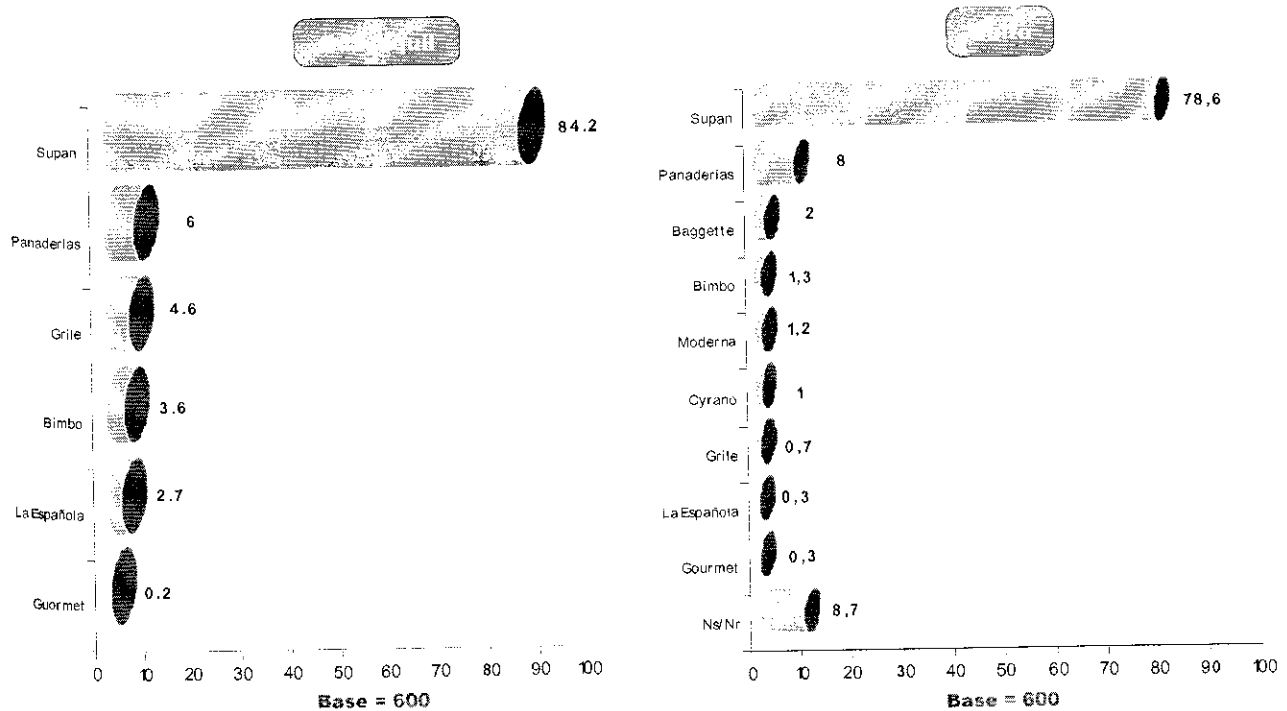 Supan
84.2
Panaderías
6
Grile
4.6
Bimbo
3.6
La Española
2.7
Guormet
0.2
0 10 20 30 40 50 60 70 80 90 100
Base = 600
Supan
78,6
Panaderías
8
Baggette
2
Bimbo
1,3
Moderna
1,2
Cyrano
1
Grile
0,7
La Española
0,3
Gourmet
0,3
Ns/Nr
8,7
0 10 20 30 40 50 60 70 80 90 100
Base = 600